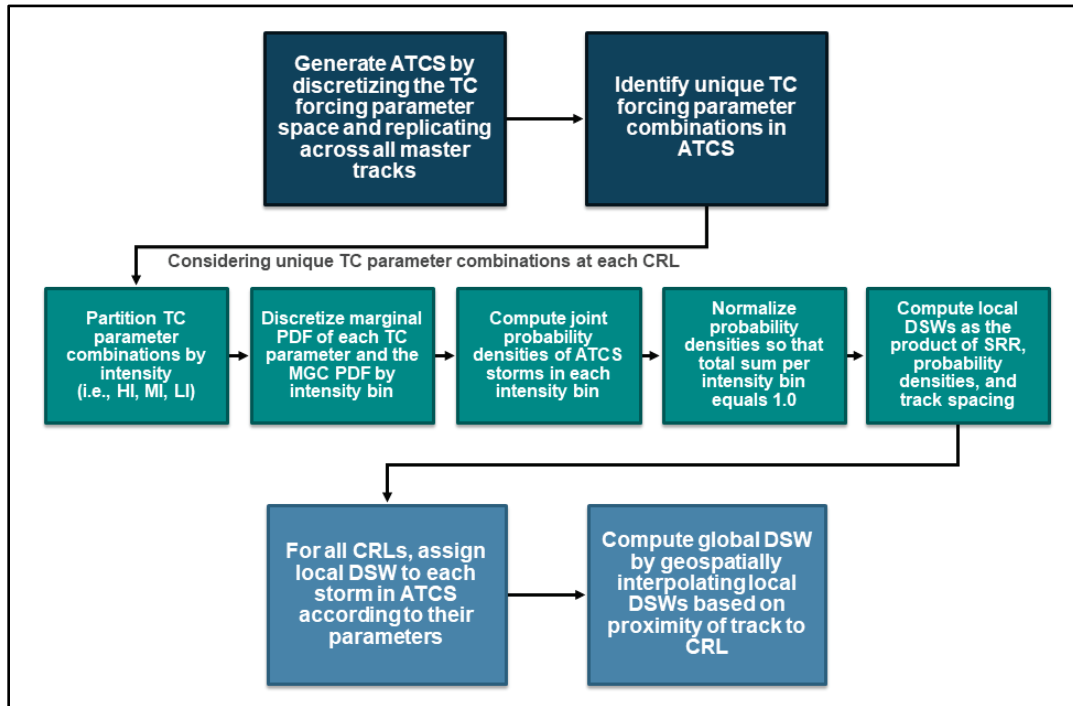 Generate ATCS by
discretizing the TC
forcing parameter
space and replicating
across all master
tracks
Identify unique TC
forcing parameter
combinations in
ATCS
Considering unique TC parameter combinations at each CRL
Partition TC
parameter
combinations by
intensity
(i.e., HI, MI, LI)
Discretize marginal
PDF of each TC
parameter and the
MGC PDF by
intensity bin
Compute joint
probability
densities of ATCS
storms in each
intensity bin
Normalize
probability
densities so that
total sum per
intensity bin
equals 1.0
Compute local
DSWs as the
product of SRR,
probability
densities, and
track spacing
For all CRLs, assign
local DSW to each
storm in ATCS
according to their
parameters
Compute global DSW
by geospatially
interpolating local
DSWs based on
proximity of track to
CRL